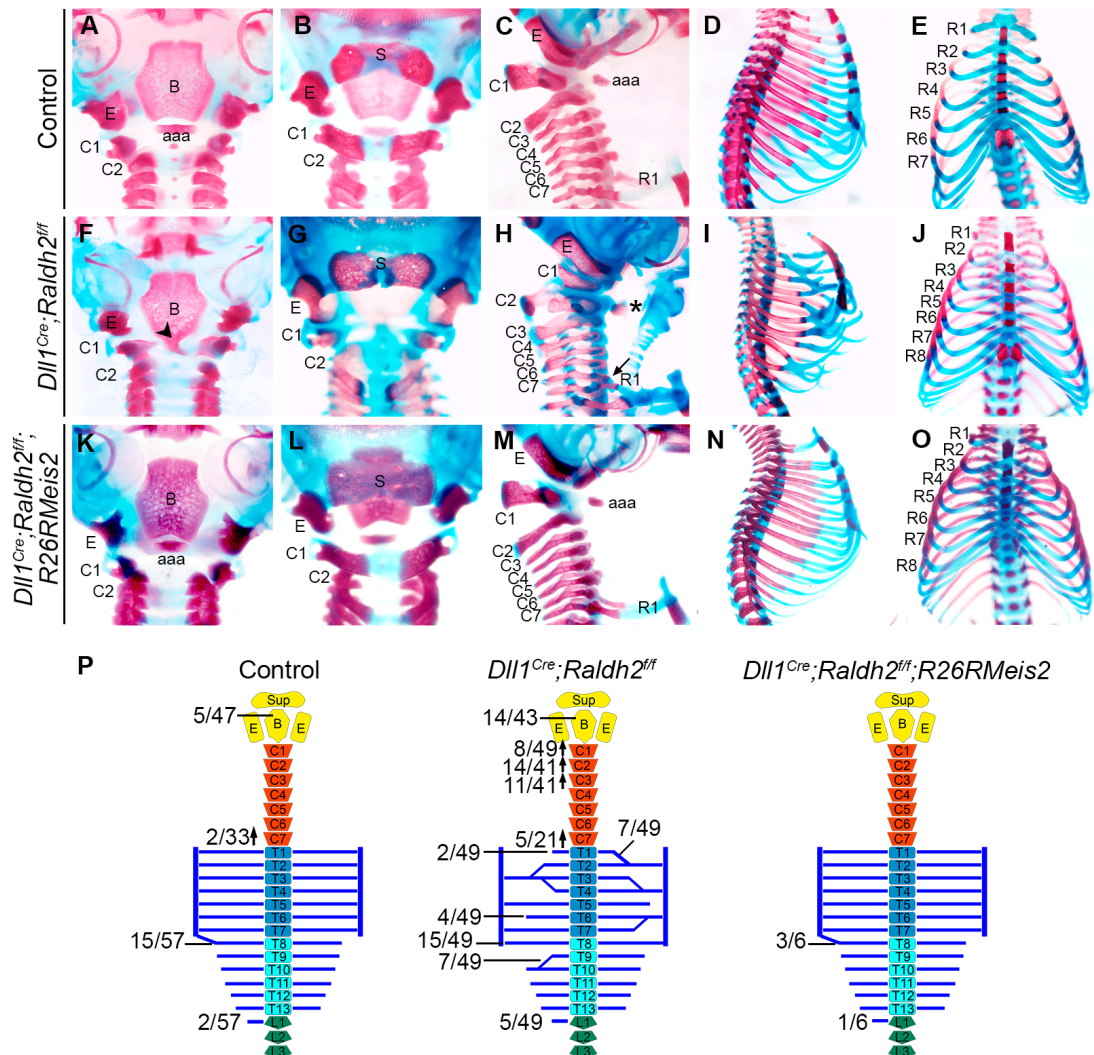 Control
A
B
aaa
E
C1
C2
B
S
E
C1
C2
C
E
C1
aaa
C2
C3
C4
C5
C6
C7
R1
D
E
R1
R2
R3
R4
R5
R6
R7
Dll1Cre;Raldh2f/f
F
B
E
C1
C2
G
S
E
C1
C2
H
E
C1
C2
*
C3
C4
C5
C6
C7
R1
I
J
R1
R2
R3
R4
R5
R6
R7
R8
Dll1Cre;Raldh2f/f;
R26RMeis2
K
B
E
aaa
C1
C2
L
S
E
C1
C2
M
E
aaa
C1
C2
C3
C4
C5
C6
C7
R1
N
O
R1
R2
R3
R4
R5
R6
R7
R8
P
Control
Sup
5/47
E B E
C1
C2
C3
C4
C5
C6
2/33 C7
T1
T2
T3
T4
T5
T6
T7
15/57 T8
T9
T10
T11
T12
T13
2/57 L1
L2
L3
Dll1Cre;Raldh2f/f
Sup
14/43
E B E
8/49 C1
14/41 C2
11/41 C3
C4
C5
C6
5/21 C7 7/49
2/49 T1
T2
T3
T4
T5
4/49 T6
T7
15/49 T8
7/49 T9
T10
T11
T12
T13
5/49 L1
L2
L3
Dll1Cre;Raldh2f/f;R26RMeis2
Sup
E B E
C1
C2
C3
C4
C5
C6
C7
T1
T2
T3
T4
T5
T6
T7
3/6 T8
T9
T10
T11
T12
T13
1/6 L1
L2
L3